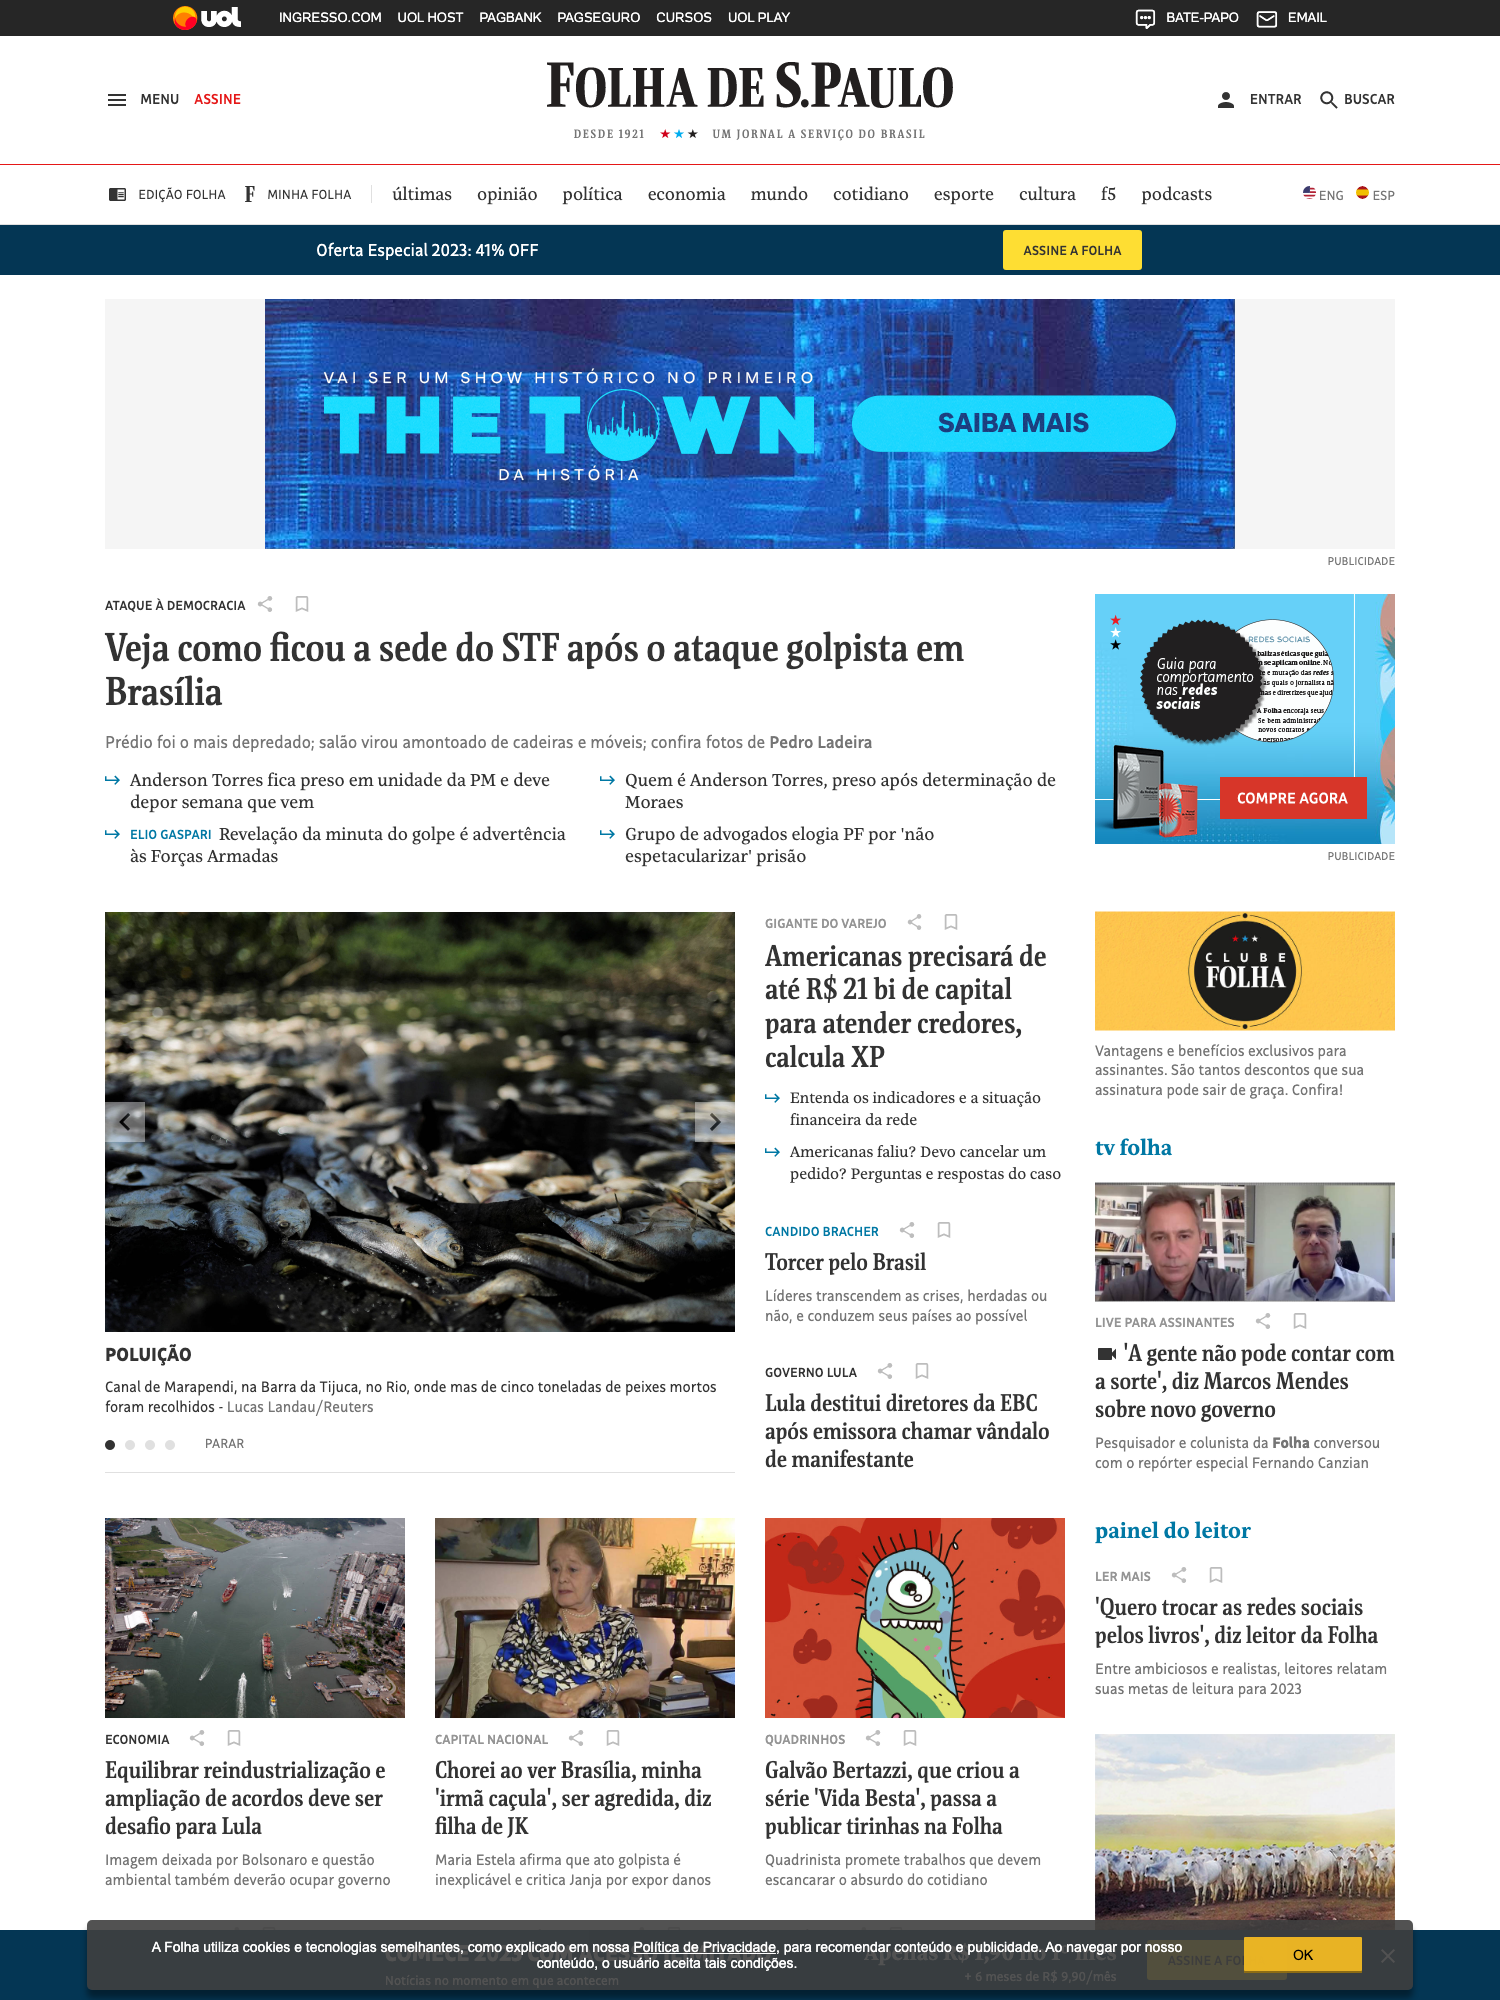 uol INGRESSO.COM UOL HOST PAGBANK PAGSEGURO CURSOS UOL PLAY BATE-PAPO EMAIL
MENU ASSINE FOLHA DE S.PAULO ENTRAR BUSCAR
DESDE 1921 ★★★ UM JORNAL A SERVIÇO DO BRASIL
EDIÇÃO FOLHA F MINHA FOLHA últimas opinião política economia mundo cotidiano esporte cultura f5 podcasts ENG ESP
Oferta Especial 2023: 41% OFF ASSINE A FOLHA
VAI SER UM SHOW HISTÓRICO NO PRIMEIRO
THE TOWN
DA HISTÓRIA
SAIBA MAIS
PUBLICIDADE
ATAQUE À DEMOCRACIA
Veja como ficou a sede do STF após o ataque golpista em
Brasília
Prédio foi o mais depredado; salão virou amontoado de cadeiras e móveis; confira fotos de Pedro Ladeira
Anderson Torres fica preso em unidade da PM e deve
depor semana que vem
ELIO GASPARI Revelação da minuta do golpe é advertência
às Forças Armadas
Quem é Anderson Torres, preso após determinação de
Moraes
Grupo de advogados elogia PF por 'não
espetacularizar' prisão
Guia para
comportamento
nas redes
sociais
REDES SOCIAIS
COMPRE AGORA
PUBLICIDADE
POLUIÇÃO
Canal de Marapendi, na Barra da Tijuca, no Rio, onde mas de cinco toneladas de peixes mortos
foram recolhidos - Lucas Landau/Reuters
PARAR
GIGANTE DO VAREJO
Americanas precisará de
até R$ 21 bi de capital
para atender credores,
calcula XP
Entenda os indicadores e a situação
financeira da rede
Americanas faliu? Devo cancelar um
pedido? Perguntas e respostas do caso
CANDIDO BRACHER
Torcer pelo Brasil
Líderes transcendem as crises, herdadas ou
não, e conduzem seus países ao possível
GOVERNO LULA
Lula destitui diretores da EBC
após emissora chamar vândalo
de manifestante
CLUBE
FOLHA
Vantagens e benefícios exclusivos para
assinantes. São tantos descontos que sua
assinatura pode sair de graça. Confira!
tv folha
LIVE PARA ASSINANTES
'A gente não pode contar com
a sorte', diz Marcos Mendes
sobre novo governo
Pesquisador e colunista da Folha conversou
com o repórter especial Fernando Canzian
painel do leitor
LER MAIS
'Quero trocar as redes sociais
pelos livros', diz leitor da Folha
Entre ambiciosos e realistas, leitores relatam
suas metas de leitura para 2023
ECONOMIA
Equilibrar reindustrialização e
ampliação de acordos deve ser
desafio para Lula
Imagem deixada por Bolsonaro e questão
ambiental também deverão ocupar governo
CAPITAL NACIONAL
Chorei ao ver Brasília, minha
'irmã caçula', ser agredida, diz
filha de JK
Maria Estela afirma que ato golpista é
inexplicável e critica Janja por expor danos
QUADRINHOS
Galvão Bertazzi, que criou a
série 'Vida Besta', passa a
publicar tirinhas na Folha
Quadrinista promete trabalhos que devem
escancarar o absurdo do cotidiano
A Folha utiliza cookies e tecnologias semelhantes, como explicado em nossa Política de Privacidade, para recomendar conteúdo e publicidade. Ao navegar por nosso
conteúdo, o usuário aceita tais condições.
OK
Notícias no momento em que acontecem
+ 6 meses de R$ 9,90/mês
ASSINE A FO